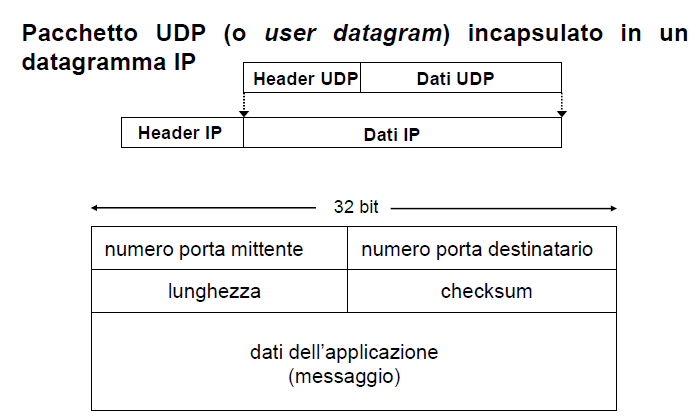 Pacchetto UDP (o user datagram) incapsulato in un
datagramma IP
Header UDP Dati UDP
Header IP Dati IP
32 bit
numero porta mittente numero porta destinatario
lunghezza checksum
dati dell’applicazione
(messaggio)